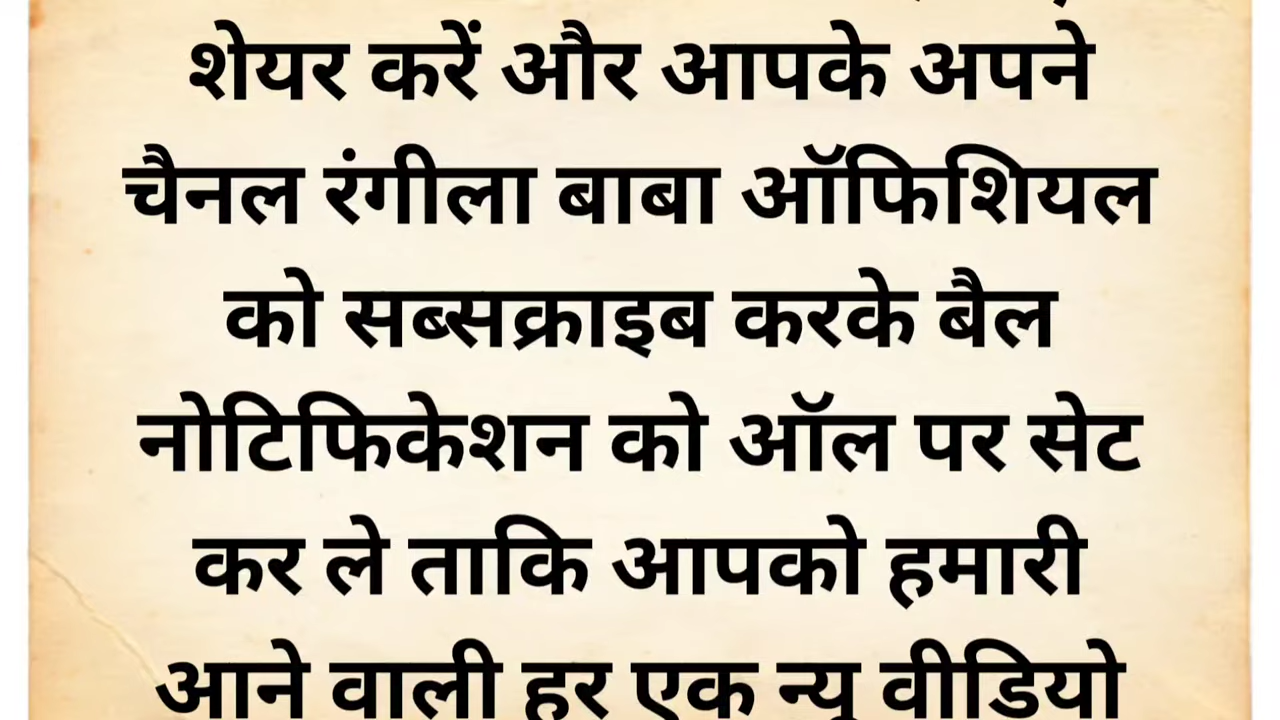 शेयर करें और आपके अपने
चैनल रंगीला बाबा ऑफिशियल
को सब्सक्राइब करके बैल
नोटिफिकेशन को ऑल पर सेट
कर ले ताकि आपको हमारी
आने वाली हर एक न्यू वीडियो